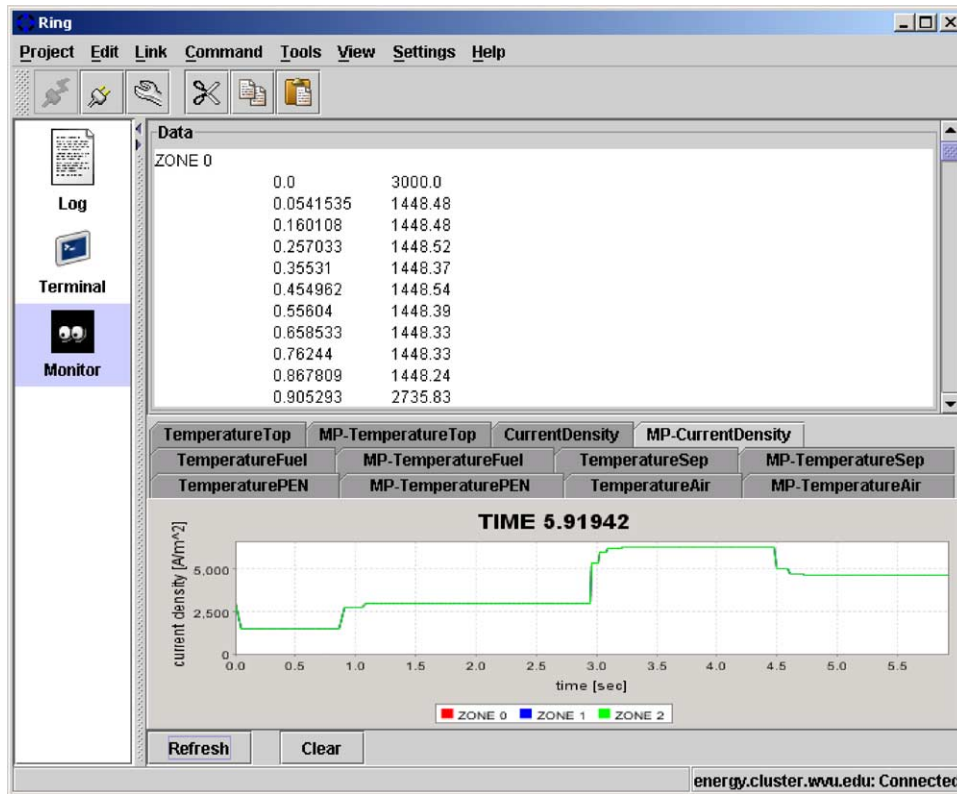 Ring
Project Edit Link Command Tools View Settings Help
Log
Terminal
Monitor
Data
ZONE 0
0.0 3000.0
0.0541535 1448.48
0.160108 1448.48
0.257033 1448.52
0.35531 1448.37
0.454962 1448.54
0.55604 1448.39
0.658533 1448.33
0.76244 1448.33
0.867809 1448.24
0.905293 2735.83
TemperatureTop MP-TemperatureTop CurrentDensity MP-CurrentDensity
TemperatureFuel MP-TemperatureFuel TemperatureSep MP-TemperatureSep
TemperaturePEN MP-TemperaturePEN TemperatureAir MP-TemperatureAir
TIME 5.91942
current density [A/m^2]
5,000
2,500
0
0.0 0.5 1.0 1.5 2.0 2.5 3.0 3.5 4.0 4.5 5.0 5.5
time [sec]
ZONE 0 ZONE 1 ZONE 2
Refresh Clear
energy.cluster.wvu.edu: Connected